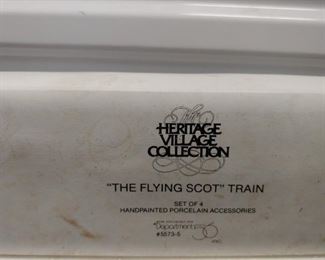 The
HERITAGE
VILLAGE
COLLECTION
"THE FLYING SCOT" TRAIN
SET OF 4
HANDPAINTED PORCELAIN ACCESSORIES
Department 56
#5573-5